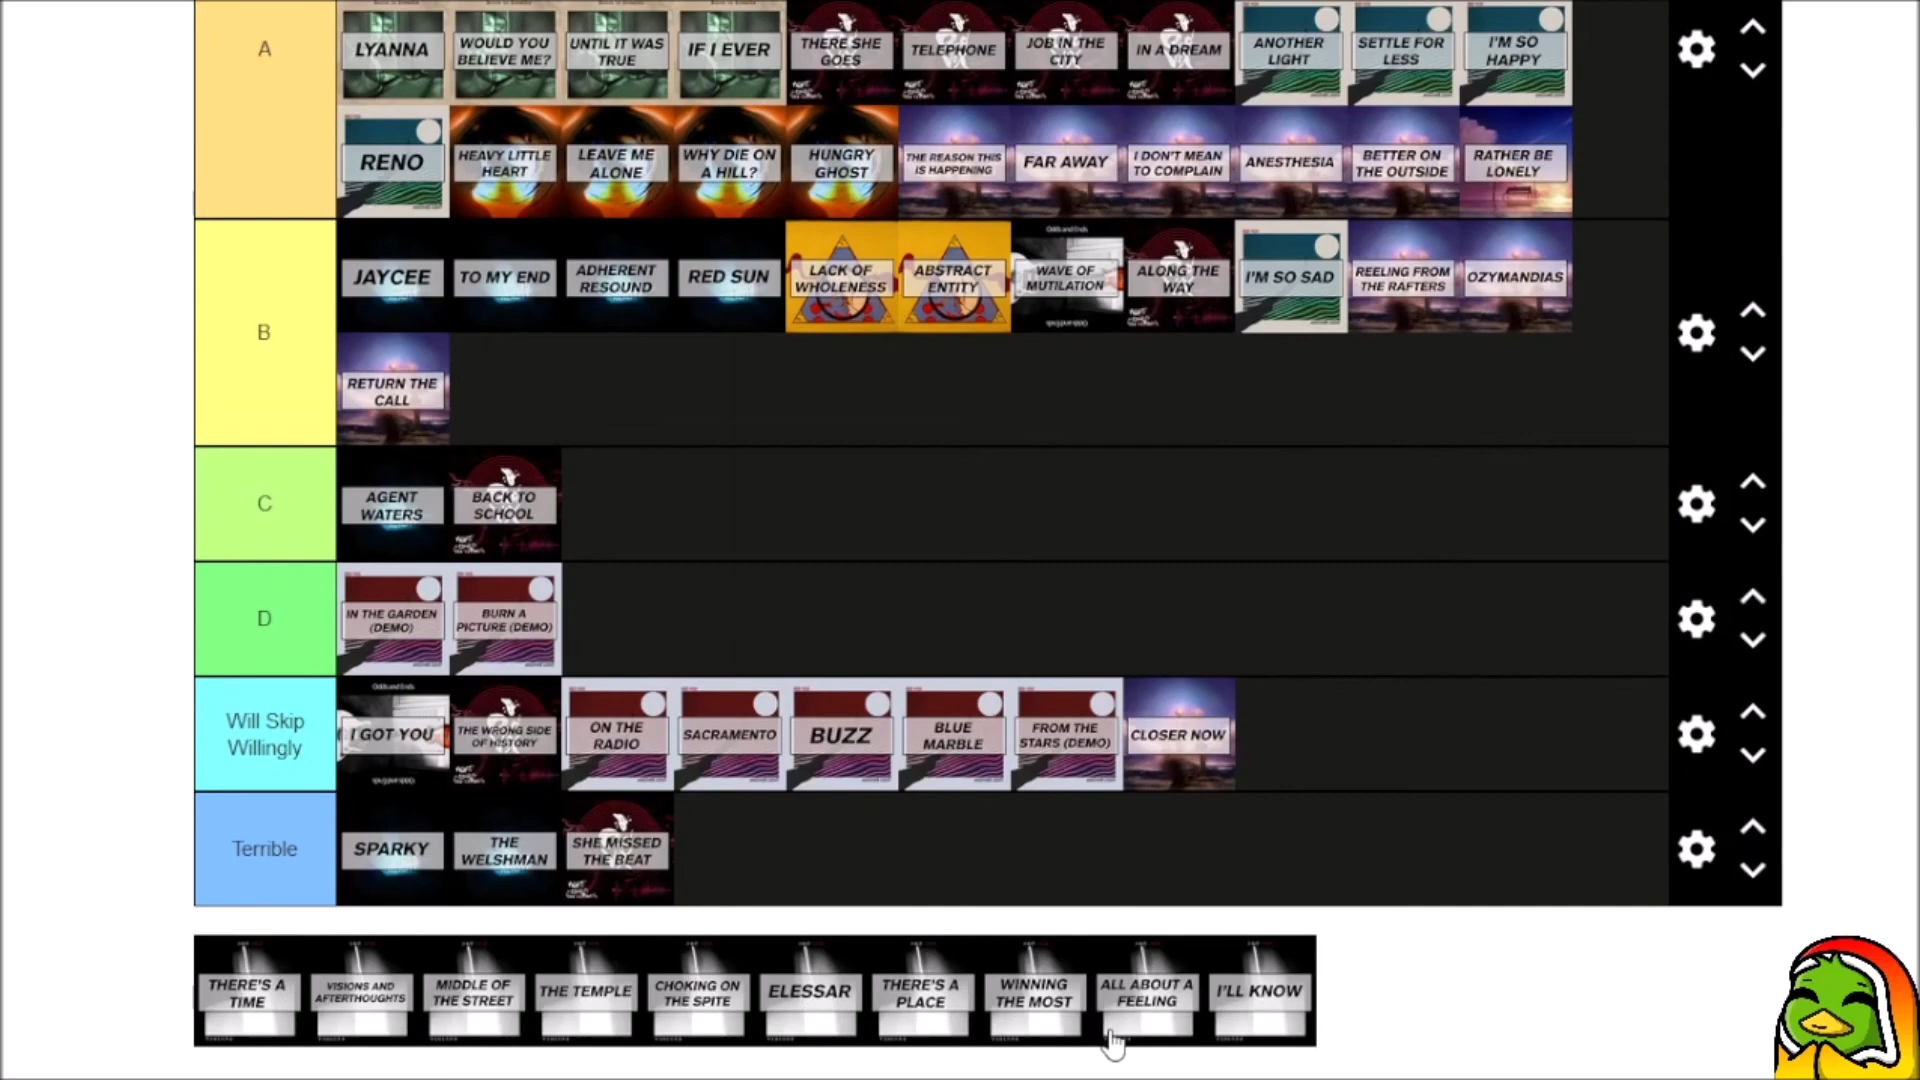 A
LYANNA
WOULD YOU
BELIEVE ME?
UNTIL IT WAS
TRUE
IF I EVER
THERE SHE
GOES
TELEPHONE
JOB IN THE
CITY
IN A DREAM
ANOTHER
LIGHT
SETTLE FOR
LESS
I'M SO
HAPPY
RENO
HEAVY LITTLE
HEART
LEAVE ME
ALONE
WHY DIE ON
A HILL?
HUNGRY
GHOST
THE REASON THIS
IS HAPPENING
FAR AWAY
I DON'T MEAN
TO COMPLAIN
ANESTHESIA
BETTER ON
THE OUTSIDE
RATHER BE
LONELY
B
JAYCEE
TO MY END
ADHERENT
RESOUND
RED SUN
LACK OF
WHOLENESS
ABSTRACT
ENTITY
Odds and Ends
WAVE OF
MUTILATION
ALONG THE
WAY
I'M SO SAD
REELING FROM
THE RAFTERS
OZYMANDIAS
RETURN THE
CALL
C
AGENT
WATERS
BACK TO
SCHOOL
D
IN THE GARDEN
(DEMO)
BURN A
PICTURE (DEMO)
Will Skip
Willingly
Odds and Ends
I GOT YOU
THE WRONG SIDE
OF HISTORY
ON THE
RADIO
SACRAMENTO
BUZZ
BLUE
MARBLE
FROM THE
STARS (DEMO)
CLOSER NOW
Terrible
SPARKY
THE
WELSHMAN
SHE MISSED
THE BEAT
THERE'S A
TIME
VISIONS AND
AFTERTHOUGHTS
MIDDLE OF
THE STREET
THE TEMPLE
CHOKING ON
THE SPITE
ELESSAR
THERE'S A
PLACE
WINNING
THE MOST
ALL ABOUT A
FEELING
I'LL KNOW